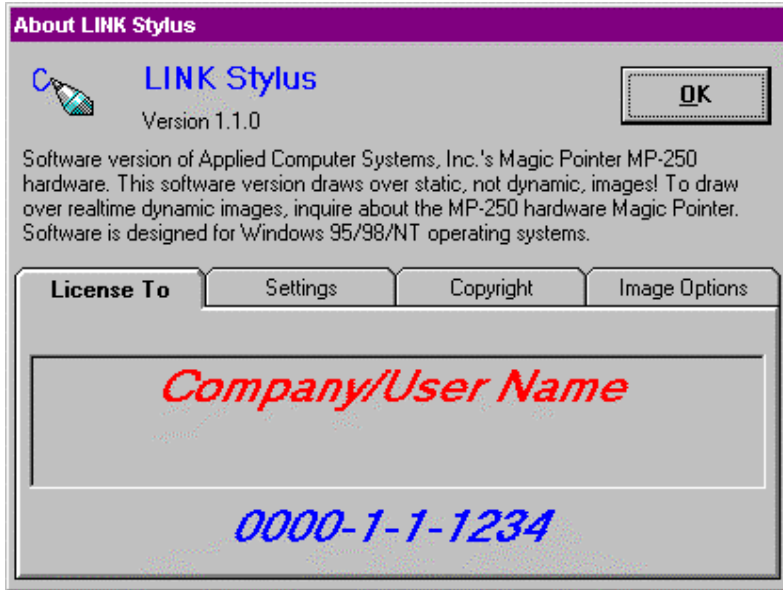 About LINK Stylus
LINK Stylus
OK
Version 1.1.0
Software version of Applied Computer Systems, Inc.'s Magic Pointer MP-250
hardware. This software version draws over static, not dynamic, images! To draw
over realtime dynamic images, inquire about the MP-250 hardware Magic Pointer.
Software is designed for Windows 95/98/NT operating systems.
License To
Settings
Copyright
Image Options
Company/User Name
0000-1-1-1234